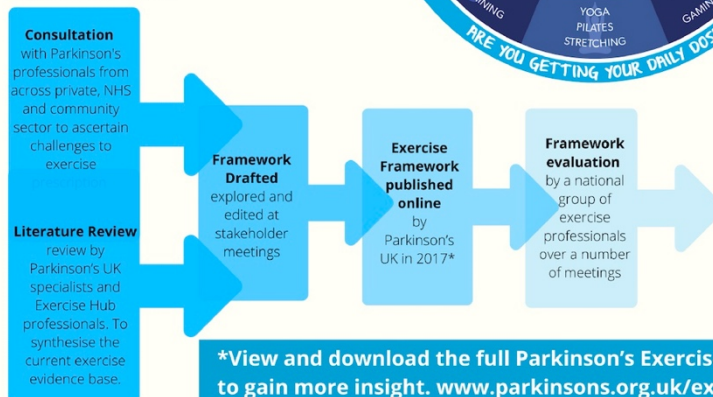 TRAINING
YOGA
PILATES
STRETCHING
GAMING
ARE YOU GETTING YOUR DAILY DOS
Consultation
with Parkinson's
professionals from
across private, NHS
and community
sector to ascertain
challenges to
exercise
Literature Review
review by
Parkinson's UK
specialists and
Exercise Hub
professionals. To
synthesise the
current exercise
evidence base.
Framework
Drafted
explored and
edited at
stakeholder
meetings
Exercise
Framework
published
online
by
Parkinson's
UK in 2017*
Framework
evaluation
by a national
group of
exercise
professionals
over a number
of meetings
*View and download the full Parkinson's Exercis
to gain more insight. www.parkinsons.org.uk/ex